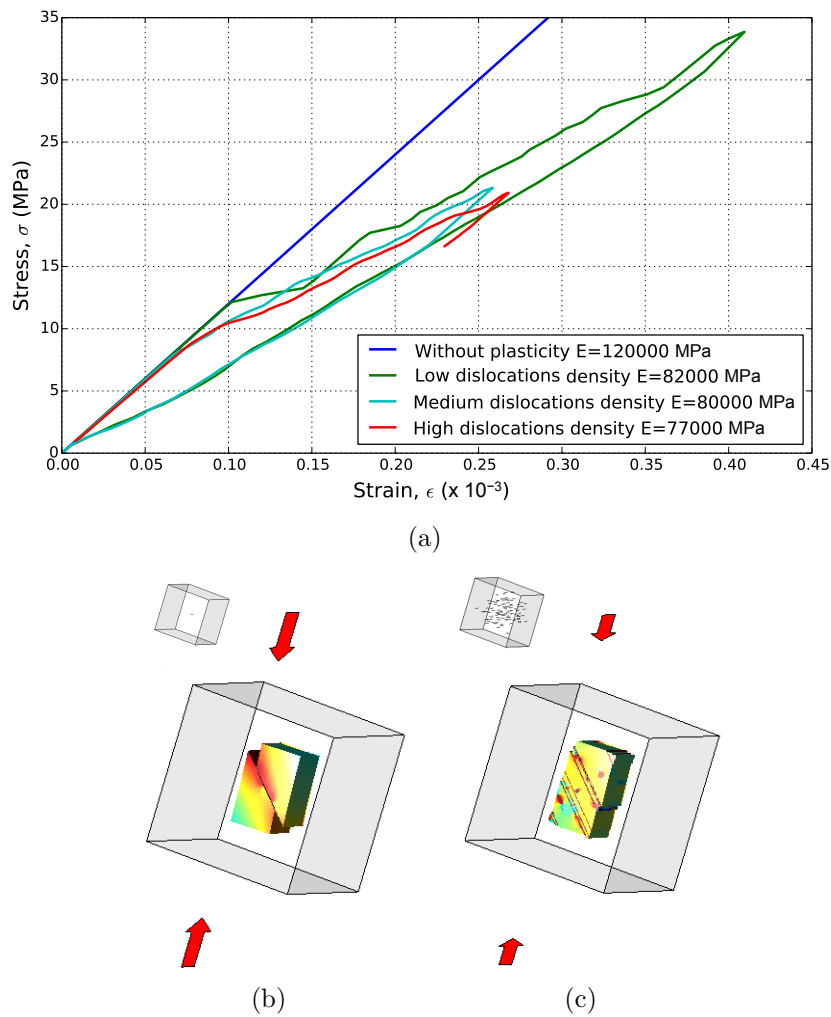 35
30
25
20
15
10
5
0
Stress, σ (MPa)
Without plasticity E=120000 MPa
Low dislocations density E=82000 MPa
Medium dislocations density E=80000 MPa
High dislocations density E=77000 MPa
0.00 0.05 0.10 0.15 0.20 0.25 0.30 0.35 0.40 0.45
Strain, ϵ (x 10⁻³)
(a)
(b) (c)